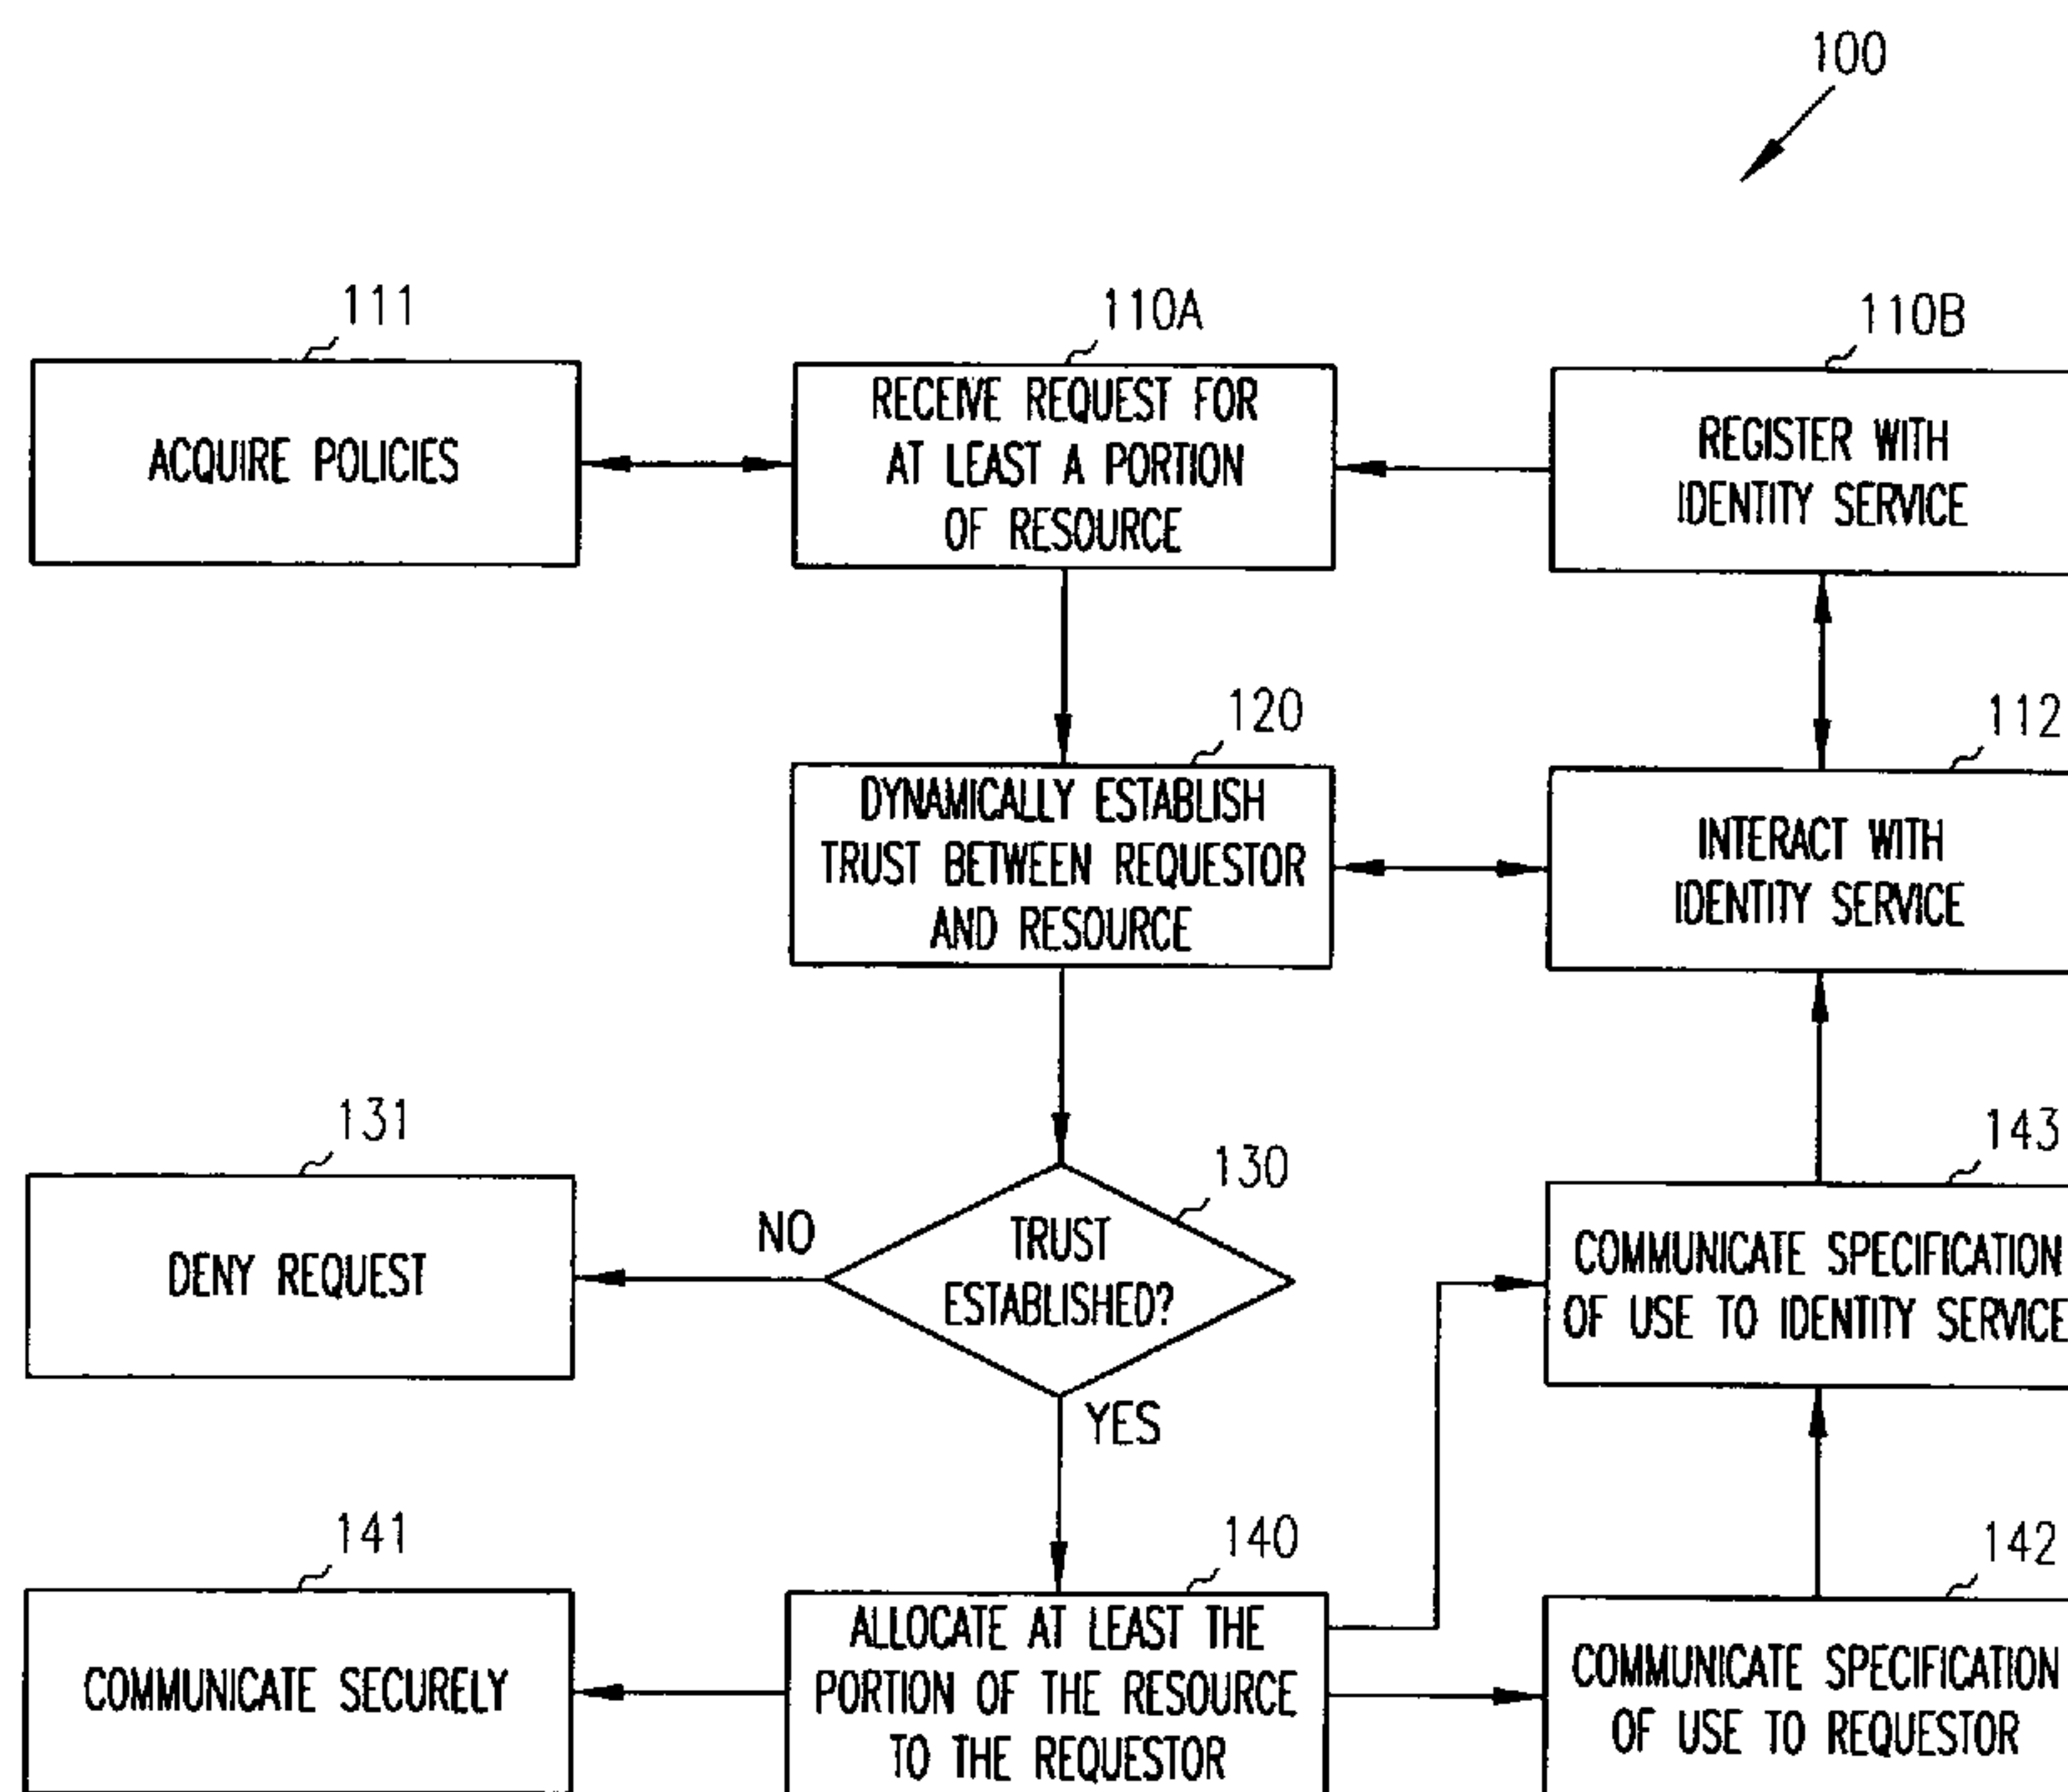 100
111
110A
110B
ACQUIRE POLICIES
RECEIVE REQUEST FOR
AT LEAST A PORTION
OF RESOURCE
REGISTER WITH
IDENTITY SERVICE
120
112
DYNAMICALLY ESTABLISH
TRUST BETWEEN REQUESTOR
AND RESOURCE
INTERACT WITH
IDENTITY SERVICE
131
130
143
DENY REQUEST
NO
TRUST
ESTABLISHED?
YES
COMMUNICATE SPECIFICATION
OF USE TO IDENTITY SERVICE
141
140
142
COMMUNICATE SECURELY
ALLOCATE AT LEAST THE
PORTION OF THE RESOURCE
TO THE REQUESTOR
COMMUNICATE SPECIFICATION
OF USE TO REQUESTOR